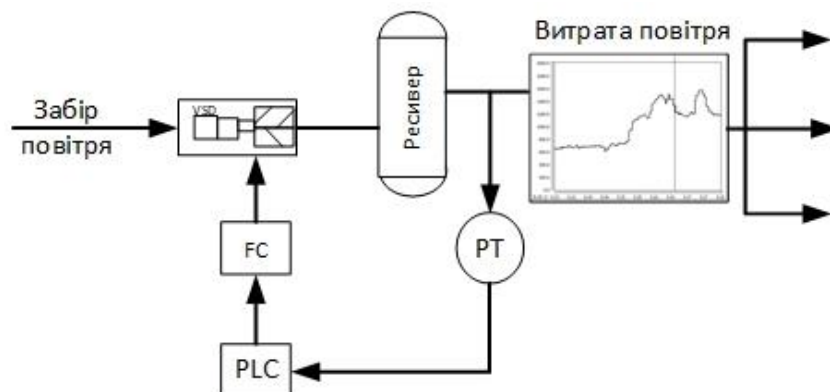 Витрата повітря
VSD
Забір
повітря
Ресивер
FC
PT
PLC